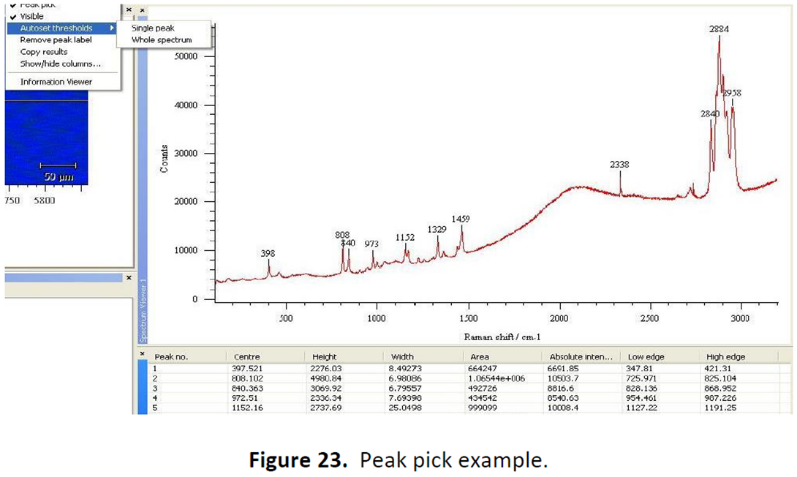 Peak pick
Visible
Autoset thresholds
Remove peak label
Copy results
Show/hide columns...
Information Viewer
Single peak
Whole spectrum
50 µm
750 5800
Spectrum Viewer 1
50000
40000
30000
20000
10000
0
Counts
398
808
840
973
1152
1329
1459
2338
2840
2884
2958
500 1000 1500 2000 2500 3000
Raman shift / cm-1
Peak no. Centre Height Width Area Absolute inten... Low edge High edge
1 397.521 2276.03 8.49273 664247 6691.85 347.81 421.31
2 808.102 4980.84 6.98086 1.06544e+006 10503.7 725.971 825.104
3 840.363 3069.92 6.79557 492726 8816.6 828.136 868.952
4 972.51 2336.34 7.69398 434542 8540.63 954.461 987.226
5 1152.16 2737.69 25.0498 999099 10008.4 1127.22 1191.25
Figure 23. Peak pick example.